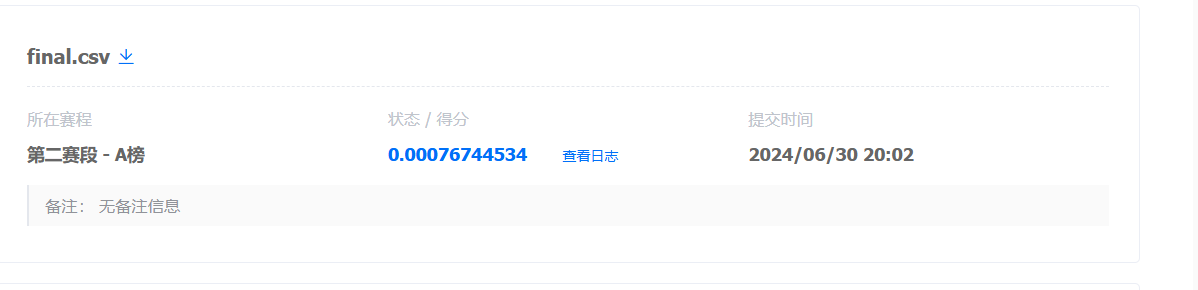 final.csv
所在赛程 状态 / 得分 提交时间
第二赛段 - A榜 0.00076744534 查看日志 2024/06/30 20:02
备注： 无备注信息